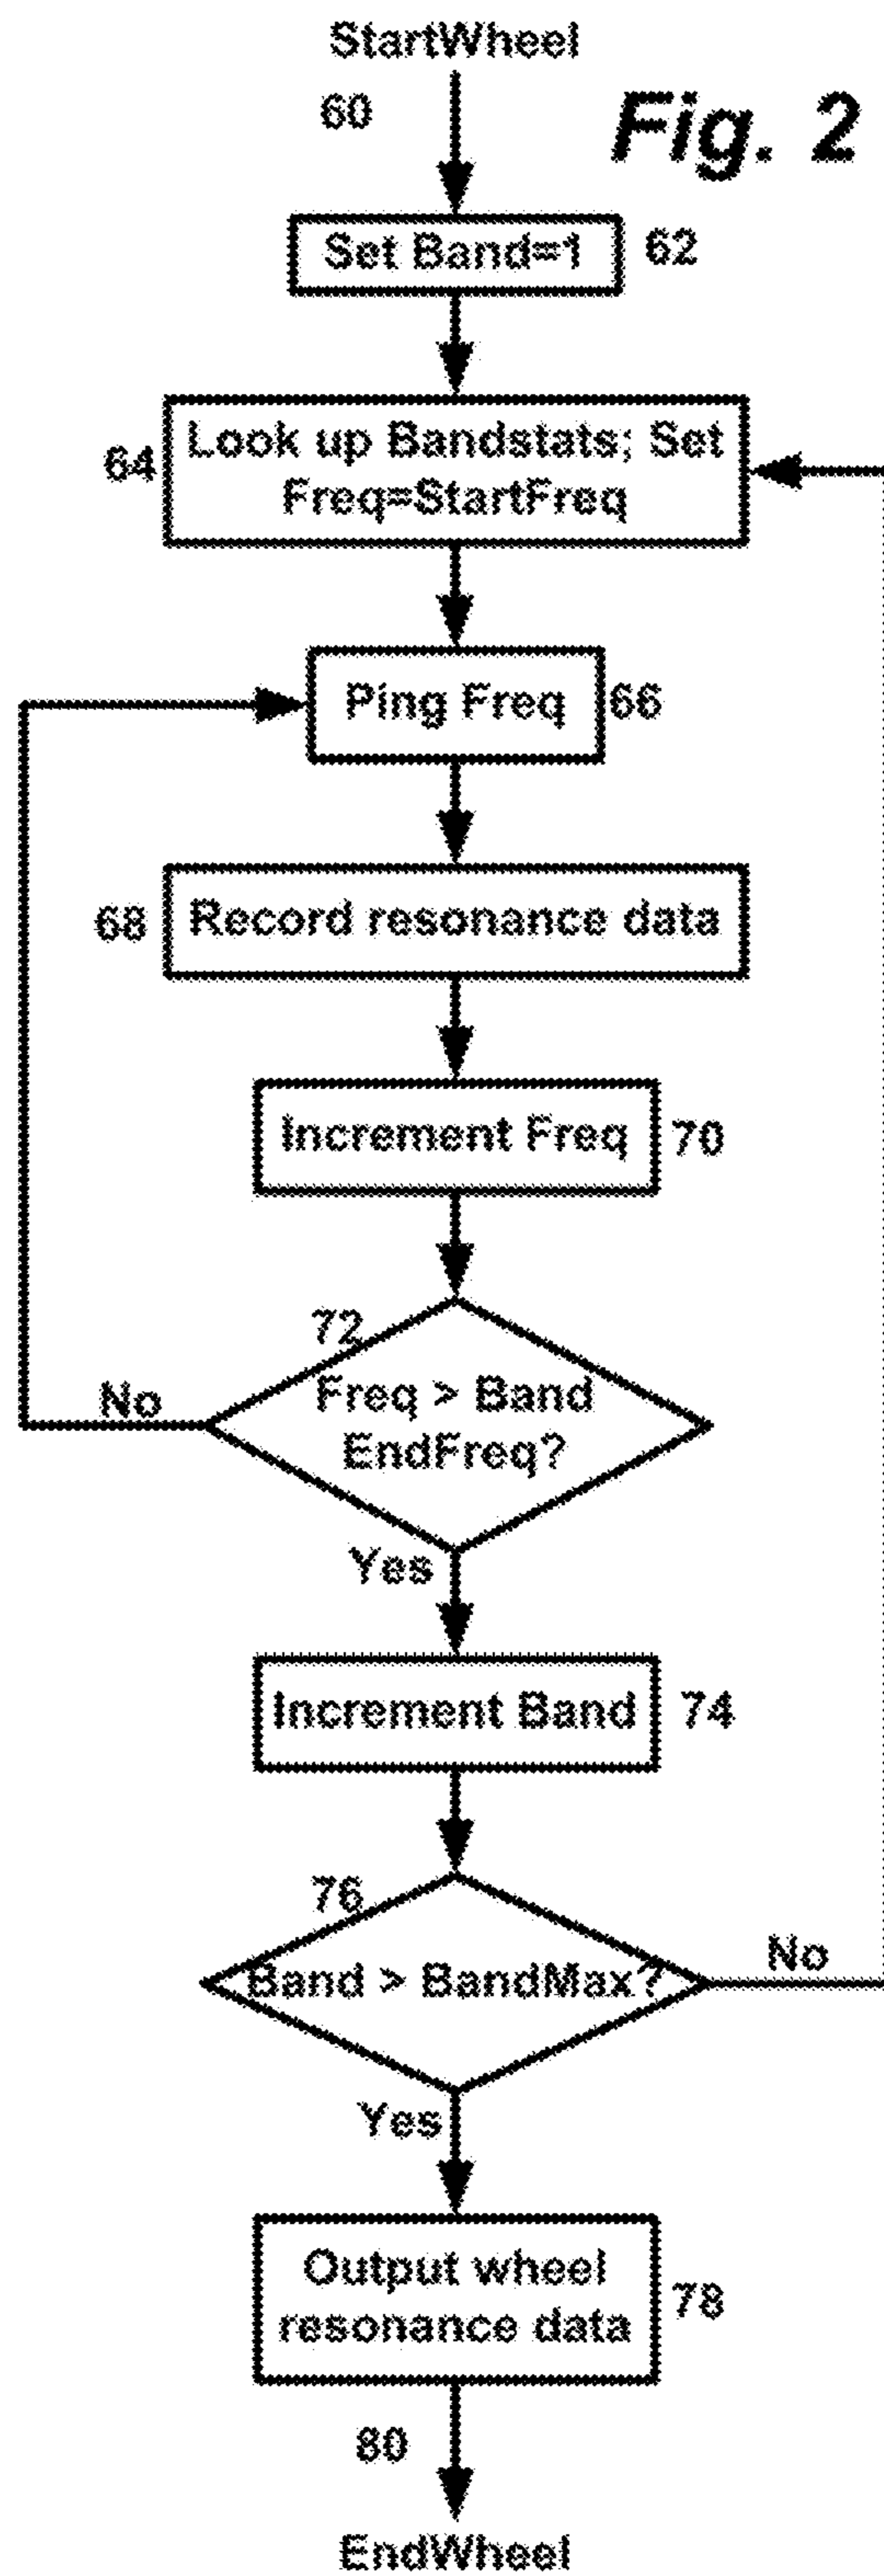 StartWheel
60
Fig. 2
Set Band=1
62
Look up Bandstats; Set
64
Freq=StartFreq
Ping Freq
66
68
Record resonance data
Increment Freq
70
72
Freq > Band
No
EndFreq?
Yes
Increment Band
74
76
Band > BandMax?
No
Yes
Output wheel
78
resonance data
80
EndWheel